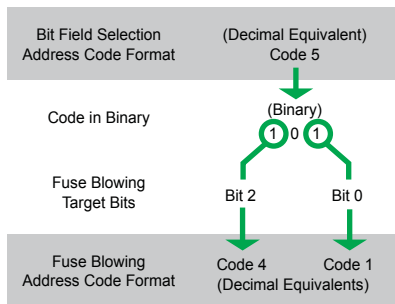 Bit Field Selection
Address Code Format
(Decimal Equivalent)
Code 5
Code in Binary
(Binary)
1 0 1
Fuse Blowing
Target Bits
Bit 2
Bit 0
Fuse Blowing
Address Code Format
Code 4
Code 1
(Decimal Equivalents)